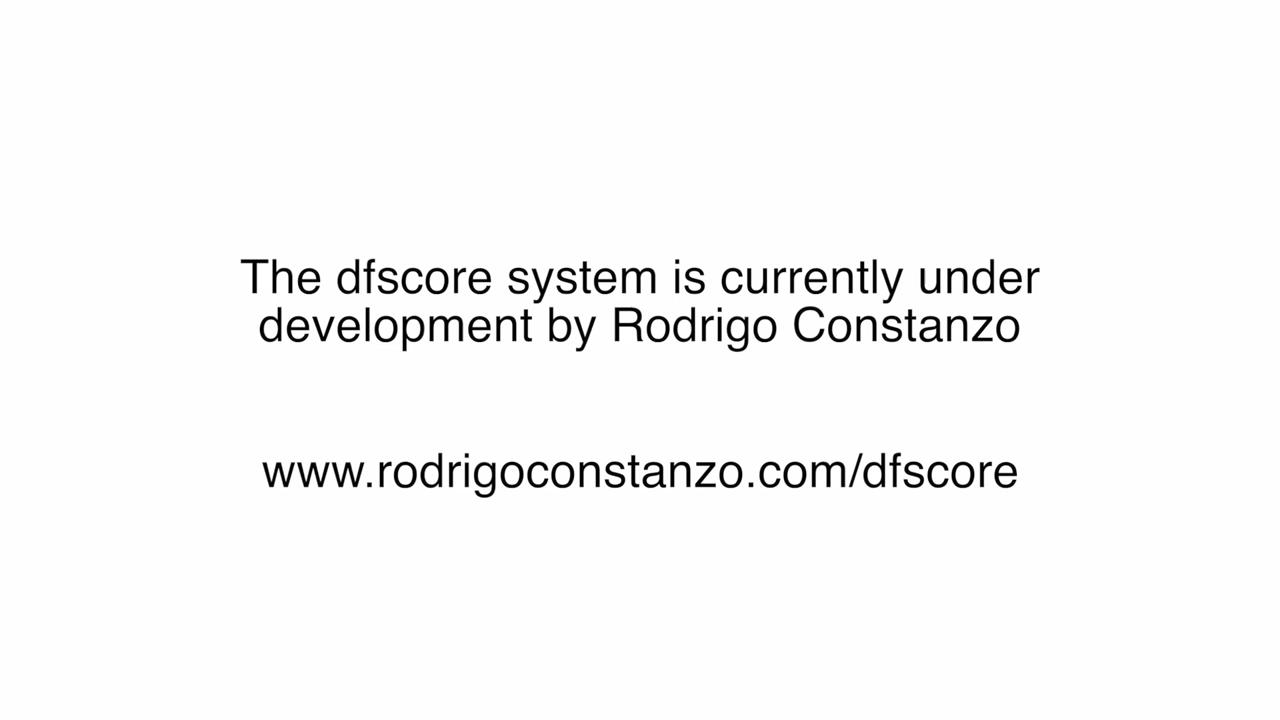 The dfscore system is currently under
development by Rodrigo Constanzo
www.rodrigoconstanzo.com/dfscore